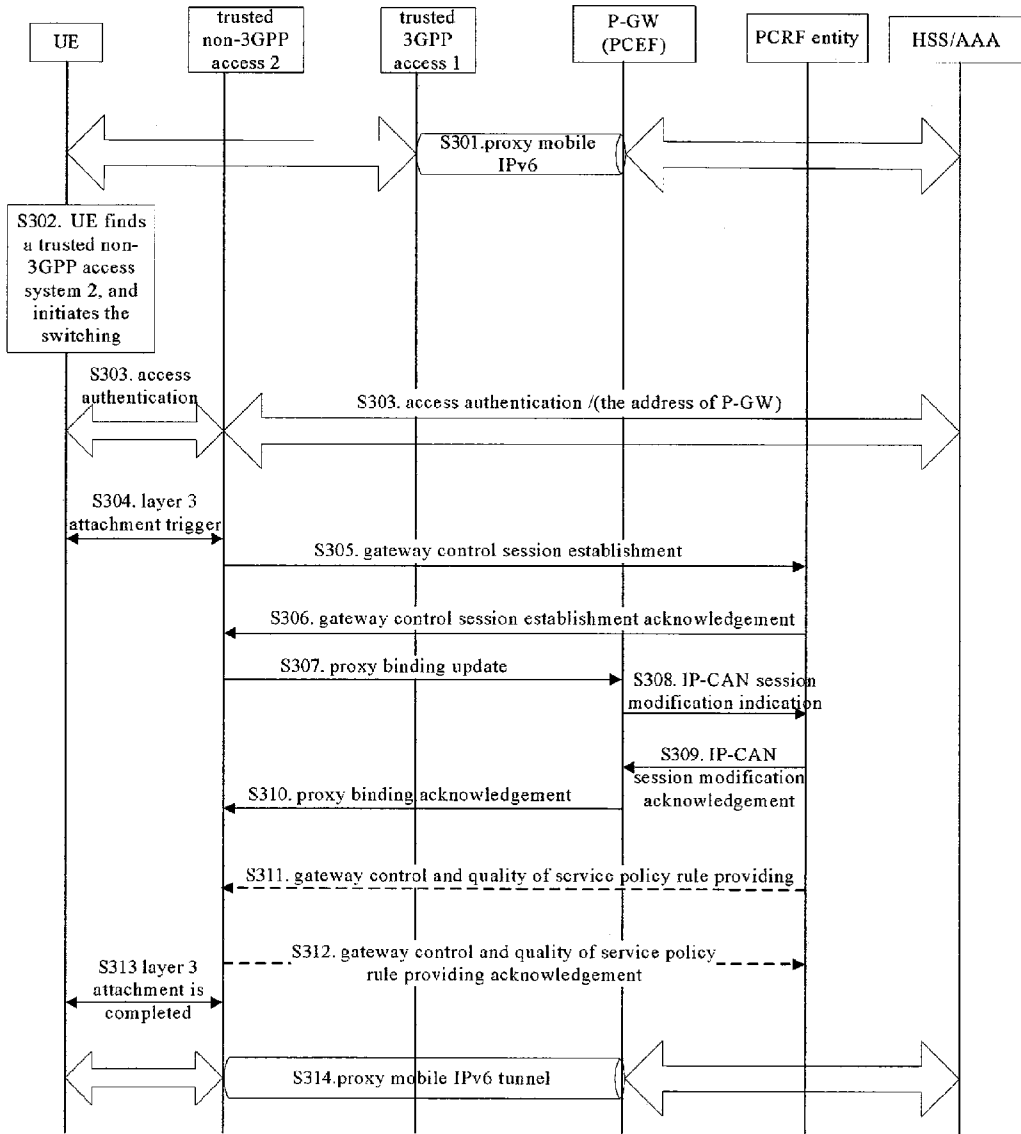 UE
trusted
non-3GPP
access 2
trusted
3GPP
access 1
P-GW
(PCEF)
PCRF entity
HSS/AAA
S301.proxy mobile
IPv6
S302. UE finds
a trusted non-
3GPP access
system 2, and
initiates the
switching
S303. access
authentication
S303. access authentication /(the address of P-GW)
S304. layer 3
attachment trigger
S305. gateway control session establishment
S306. gateway control session establishment acknowledgement
S307. proxy binding update
S308. IP-CAN session
modification indication
S309. IP-CAN
session modification
acknowledgement
S310. proxy binding acknowledgement
S311. gateway control and quality of service policy rule providing
S312. gateway control and quality of service policy
rule providing acknowledgement
S313 layer 3
attachment is
completed
S314.proxy mobile IPv6 tunnel